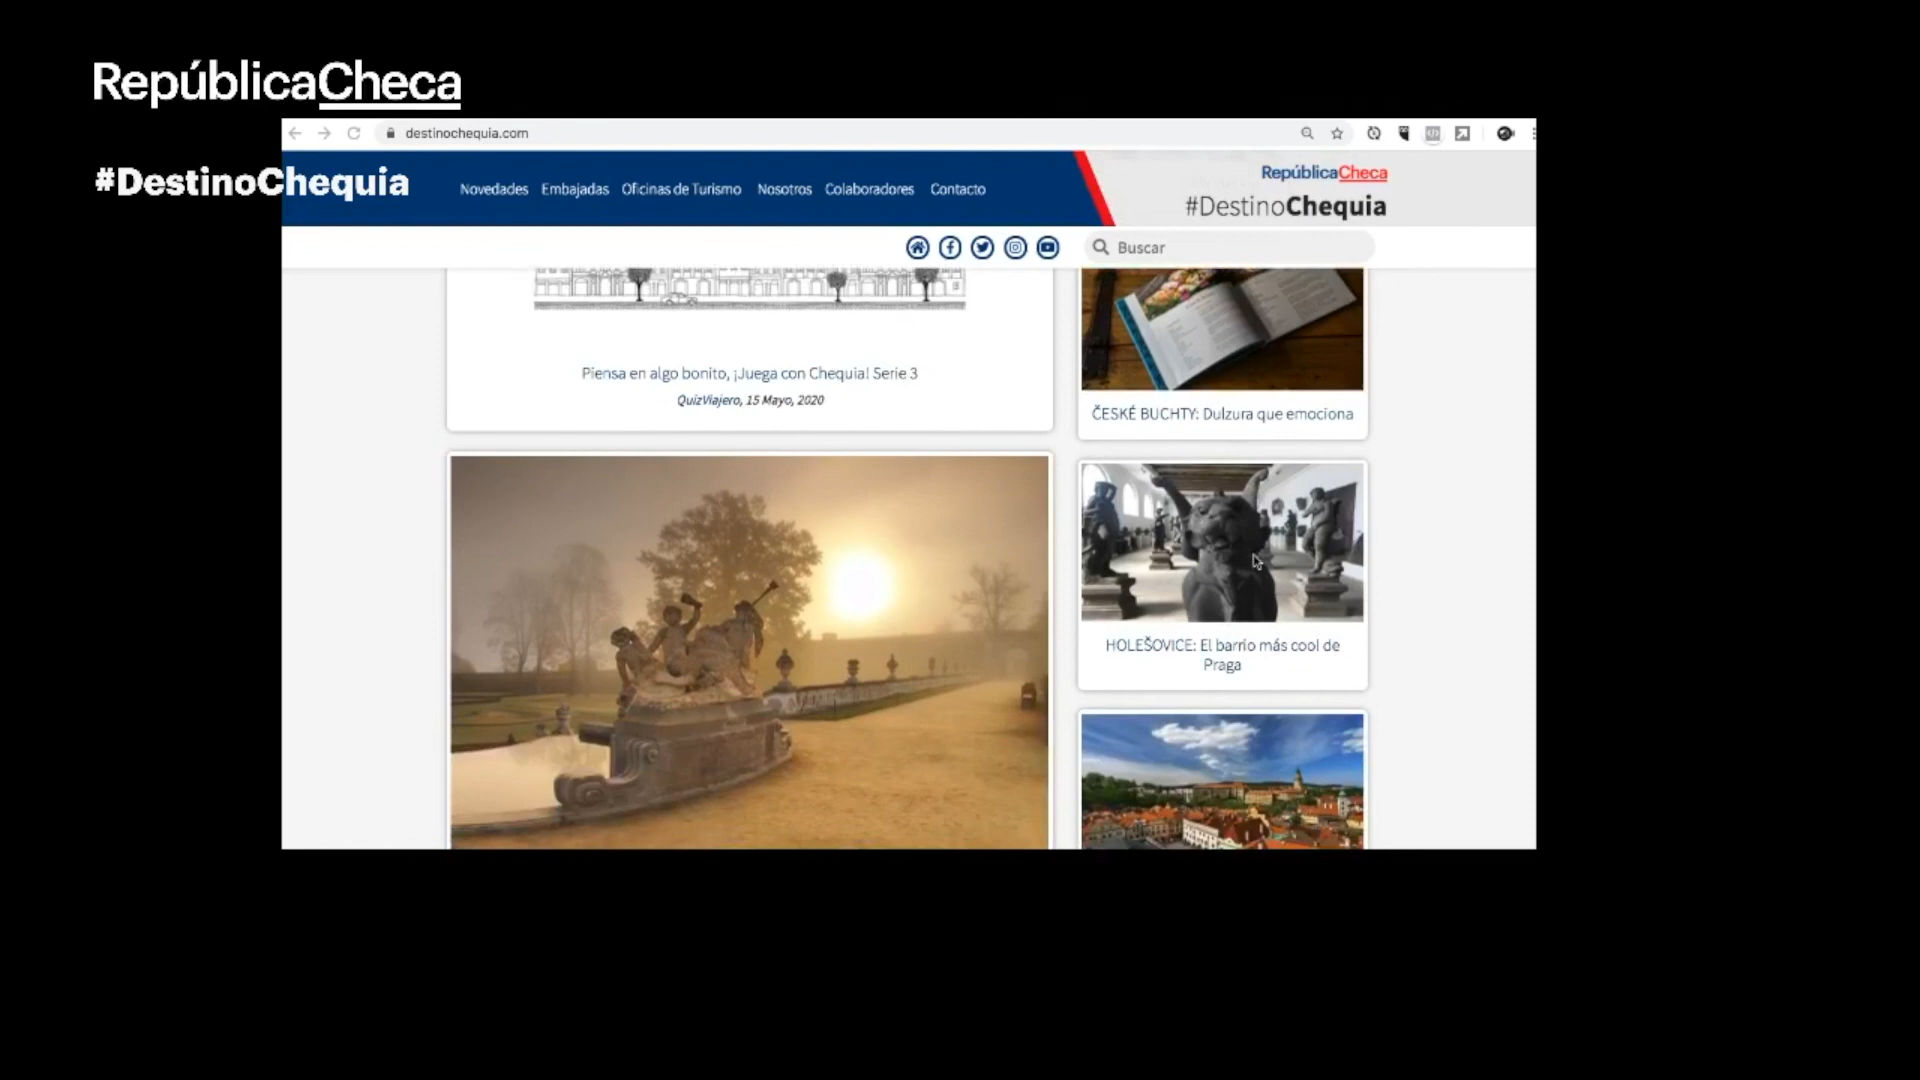 RepúblicaCheca
destinochequia.com
#DestinoChequia
Novedades Embajadas Oficinas de Turismo Nosotros Colaboradores Contacto
RepúblicaCheca
#DestinoChequia
Buscar
Piensa en algo bonito, ¡Juega con Chequia! Serie 3
QuizViajero, 15 Mayo, 2020
ČESKÉ BUCHTY: Dulzura que emociona
HOLEŠOVICE: El barrio más cool de
Praga